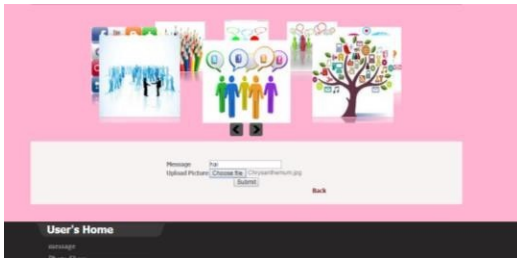 Message hai
Upload Picture Choose file Chrysanthemum.jpg
Submit
Back
User's Home
message